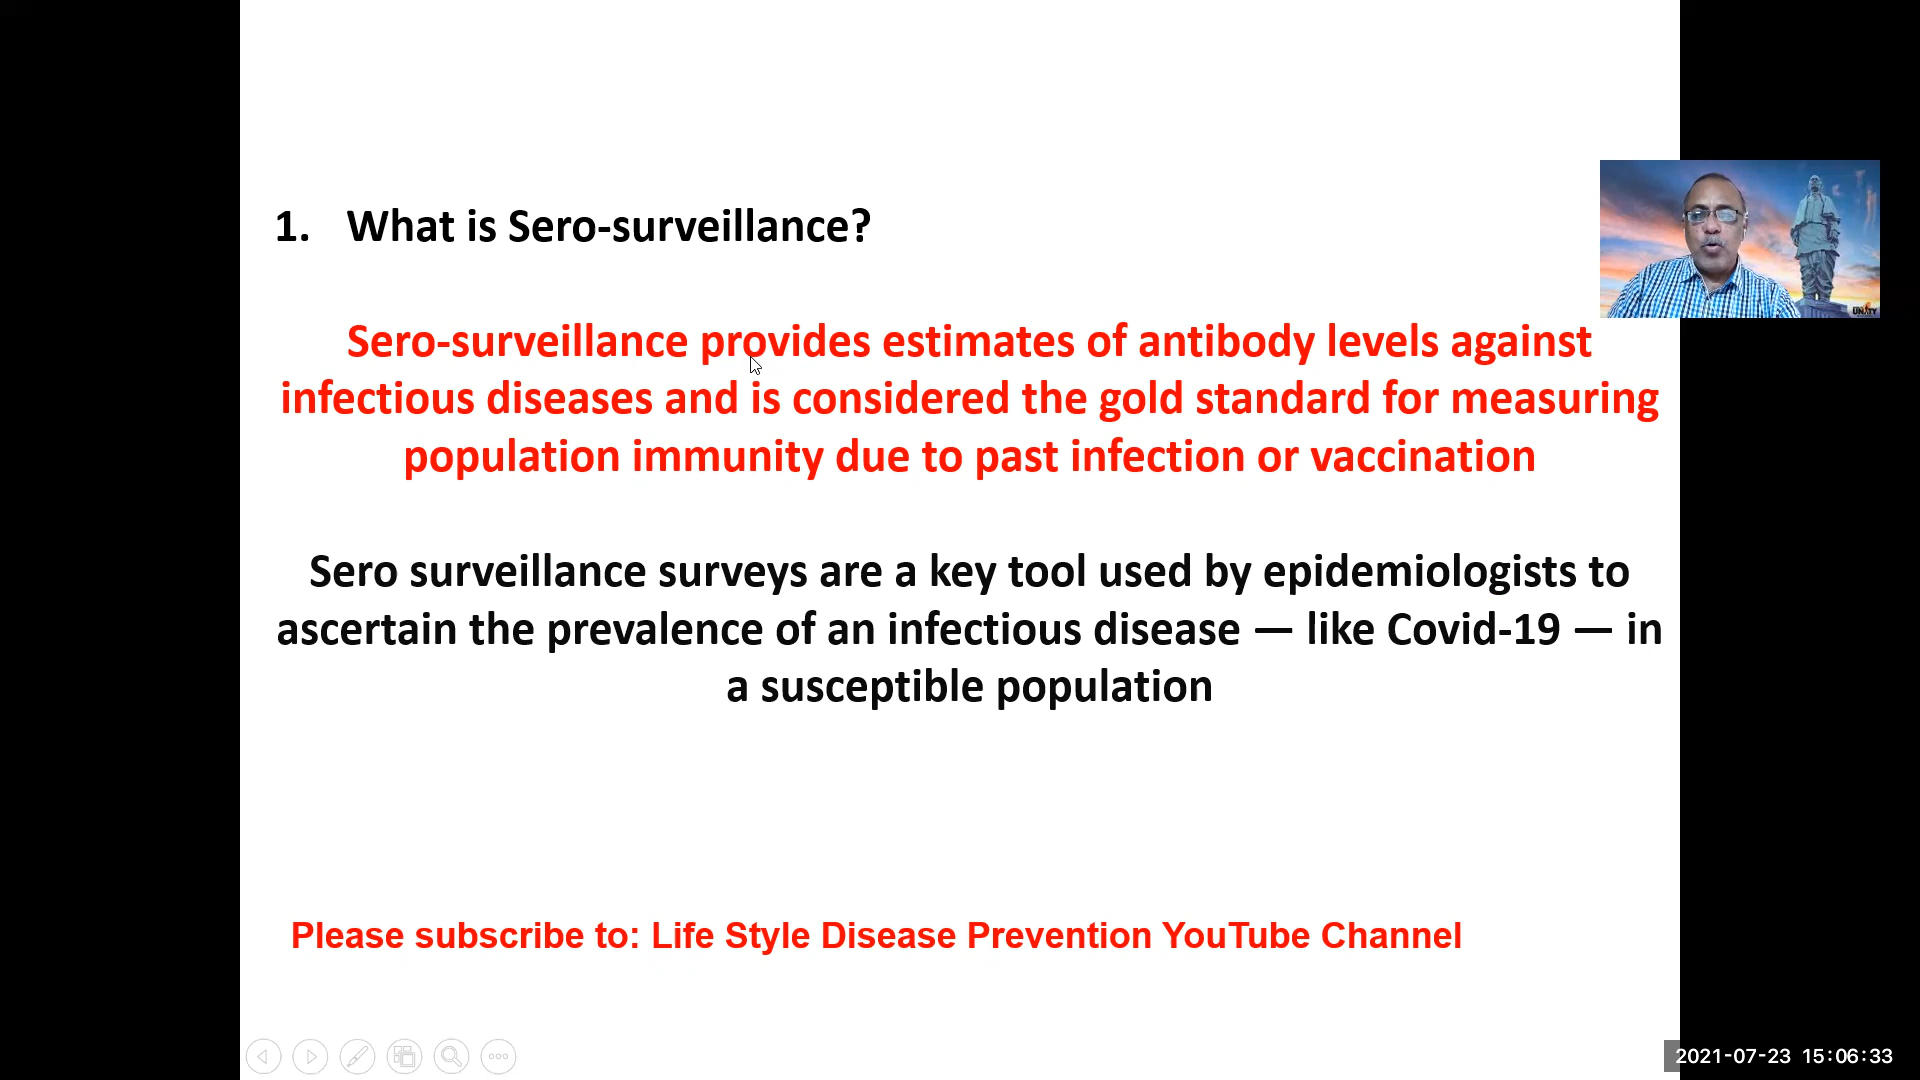 1. What is Sero-surveillance?
Sero-surveillance provides estimates of antibody levels against
infectious diseases and is considered the gold standard for measuring
population immunity due to past infection or vaccination
Sero surveillance surveys are a key tool used by epidemiologists to
ascertain the prevalence of an infectious disease — like Covid-19 — in
a susceptible population
Please subscribe to: Life Style Disease Prevention YouTube Channel
2021-07-23 15:06:33